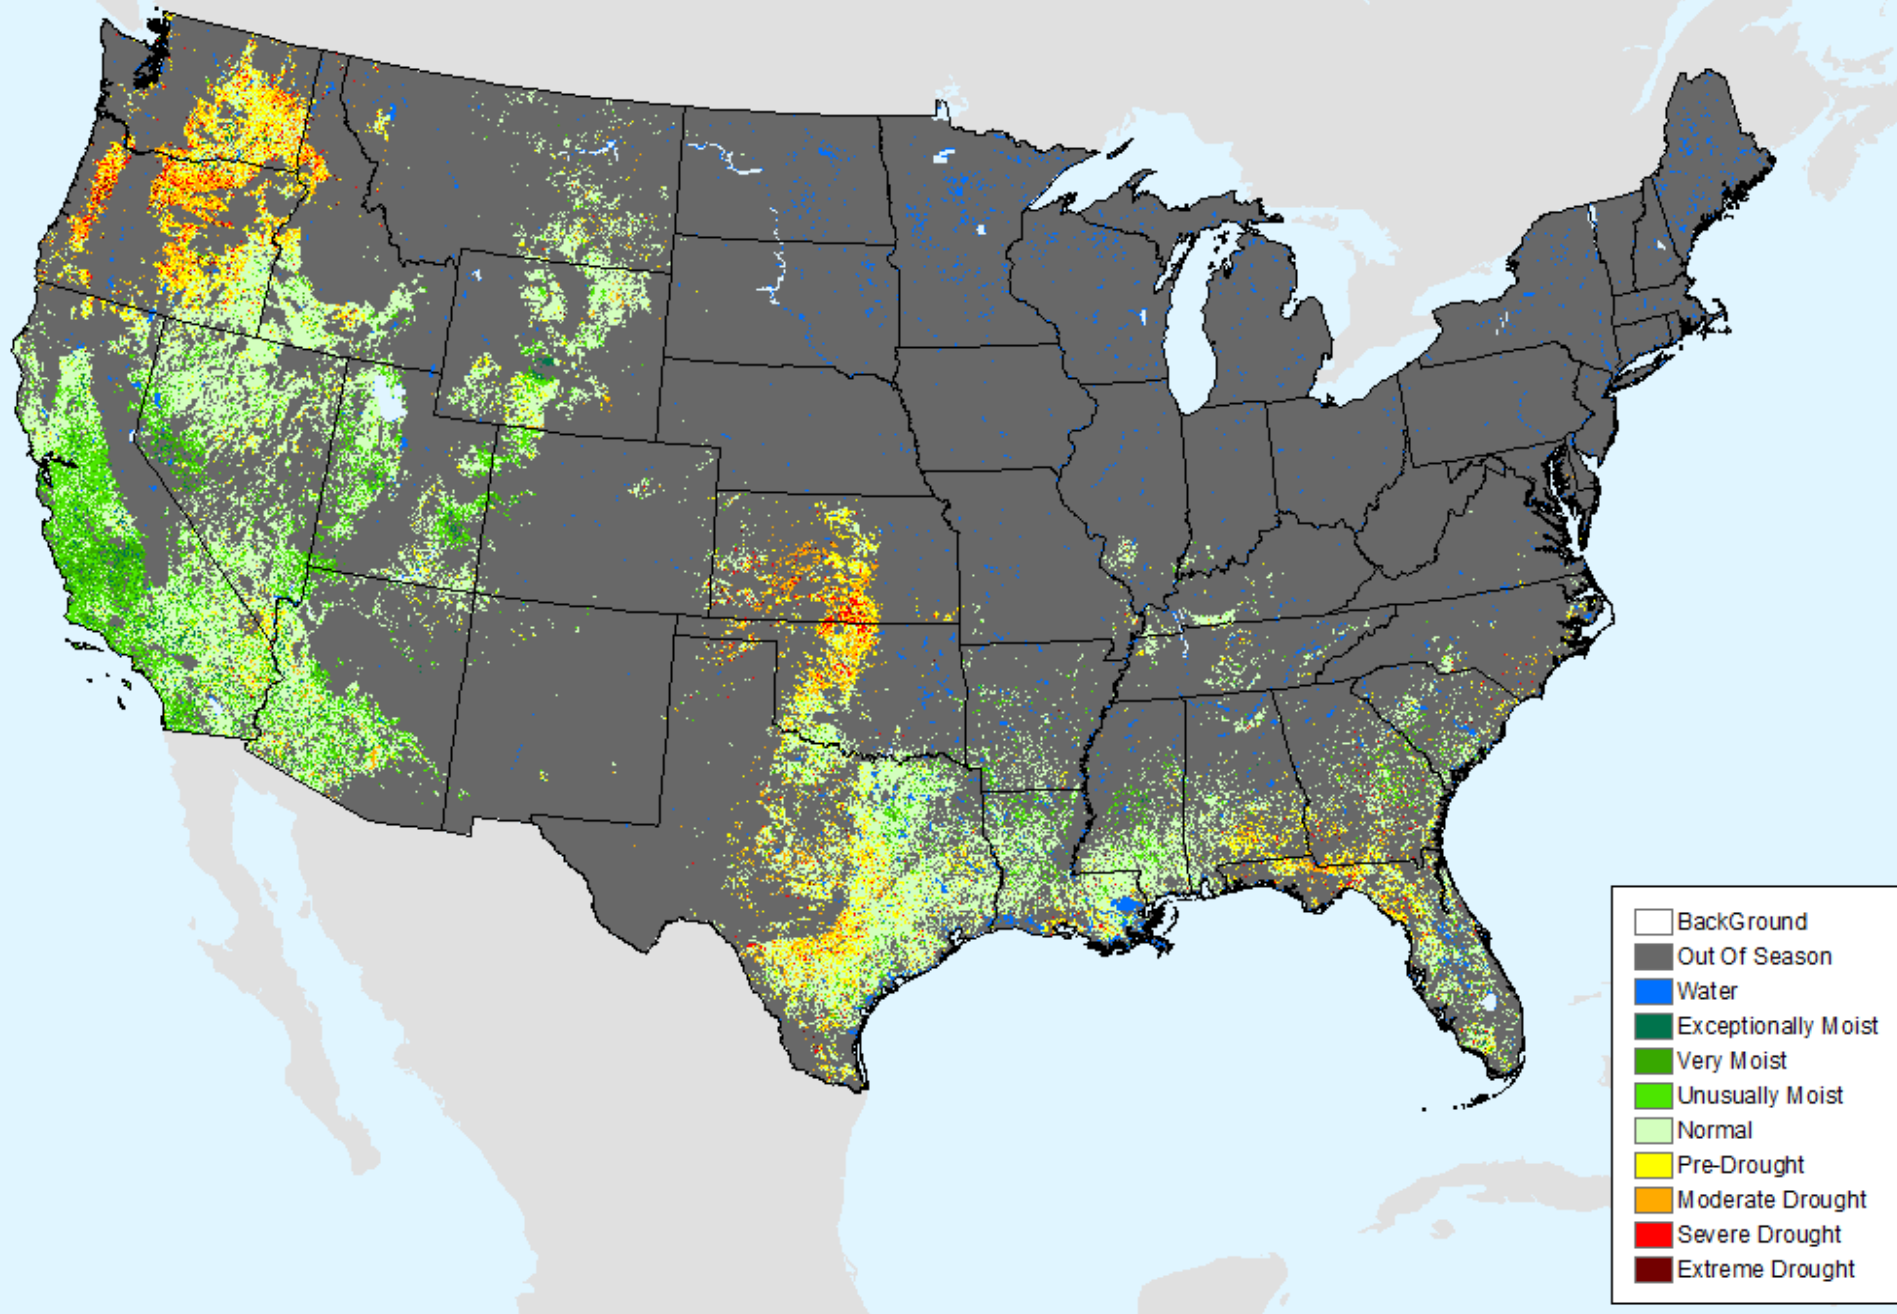 BackGround
Out Of Season
Water
Exceptionally Moist
Very Moist
Unusually Moist
Normal
Pre-Drought
Moderate Drought
Severe Drought
Extreme Drought